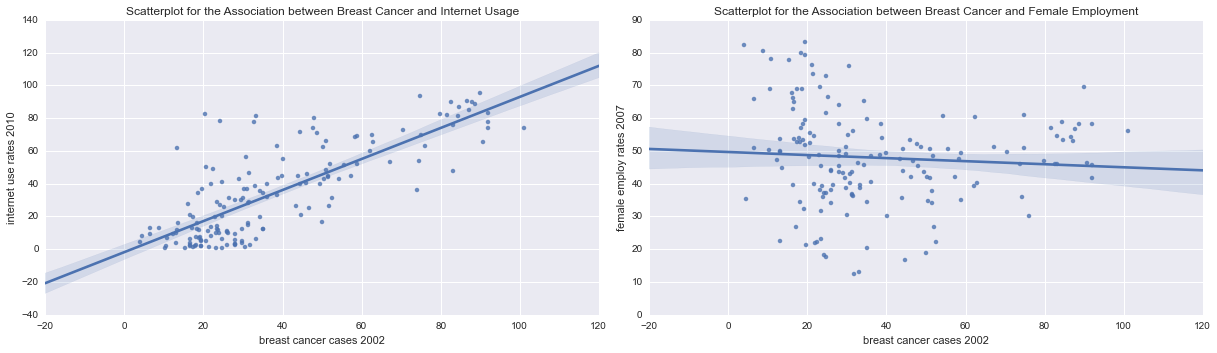 Scatterplot for the Association between Breast Cancer and Internet Usage
140
120
100
80
60
40
20
0
−20
−40
internet use rates 2010
−20 0 20 40 60 80 100 120
breast cancer cases 2002
Scatterplot for the Association between Breast Cancer and Female Employment
90
80
70
60
50
40
30
20
10
0
female employ rates 2007
−20 0 20 40 60 80 100 120
breast cancer cases 2002